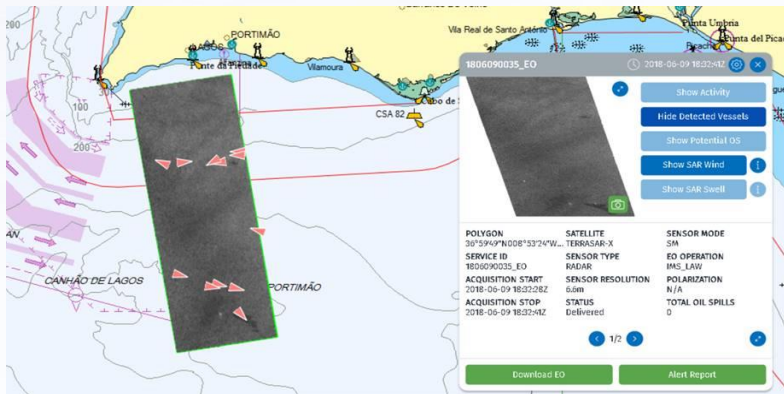 200
PORTIMÃO
LAGOS
Ponte da Piedade
Vilamoura
Vila Real de Santo António
Punta Umbria
Punta del Picac
100
200
CSA 82
Cabo de S
CANHÃO DE LAGOS
PORTIMÃO
AN
1806090035_EO
2018-06-09 18:32:41Z
Show Activity
Hide Detected Vessels
Show Potential OS
Show SAR Wind
Show SAR Swell
POLYGON
36°59'49"N008°53'24"W...
SATELLITE
TERRASAR-X
SENSOR MODE
SM
SERVICE ID
1806090035_EO
SENSOR TYPE
RADAR
EO OPERATION
IMS_LAW
ACQUISITION START
2018-06-09 18:32:28Z
SENSOR RESOLUTION
6.6m
POLARIZATION
N/A
ACQUISITION STOP
2018-06-09 18:32:41Z
STATUS
Delivered
TOTAL OIL SPILLS
0
1/2
Download EO
Alert Report